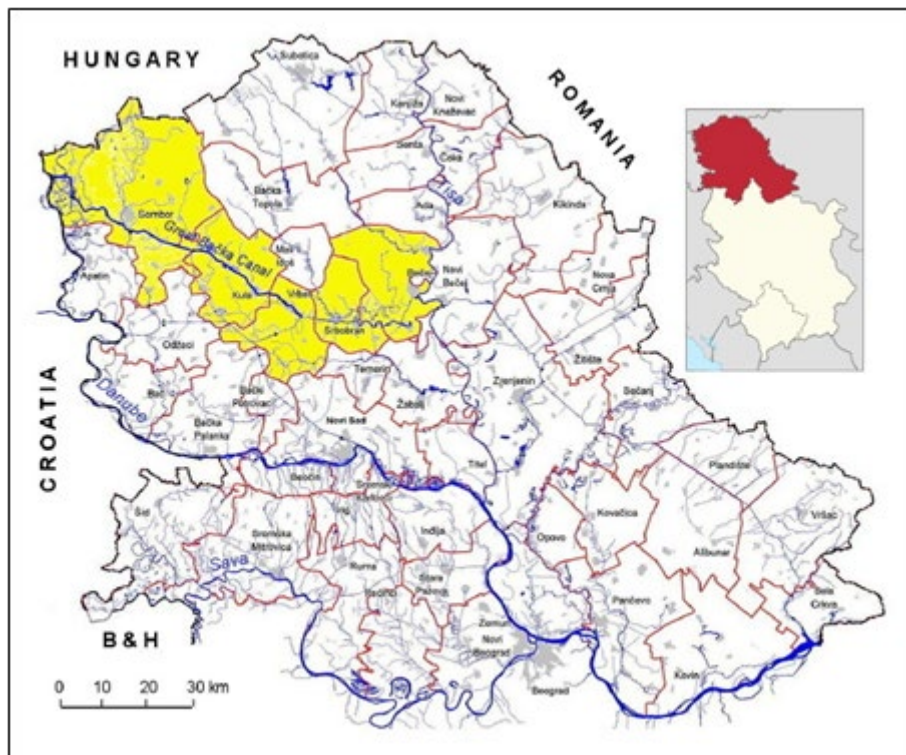 HUNGARY
ROMANIA
CROATIA
B & H
Subotica
Kanjiža
Novi
Kneževac
Senta
Čoka
Tisa
Bačka
Topola
Ada
Kikinda
Sombor
Great Bačka Canal
Mali
Iđoš
Bečej
Novi
Bečej
Nova
Crnja
Apatin
Kula
Vrbas
Srbobran
Odžaci
Temerin
Žitište
Sečanj
Zrenjanin
Bač
Bački
Petrovac
Žabalj
Danube
Bačka
Palanka
Novi Sad
Titel
Plandište
Beočin
Šid
Sremska
Mitrovica
Irig
Inđija
Opovo
Kovačica
Vršac
Alibunar
Sava
Ruma
Stara
Pazova
Pančevo
Bela
Crkva
Zemun
Novi
Beograd
Beograd
Kovin
0 10 20 30 km